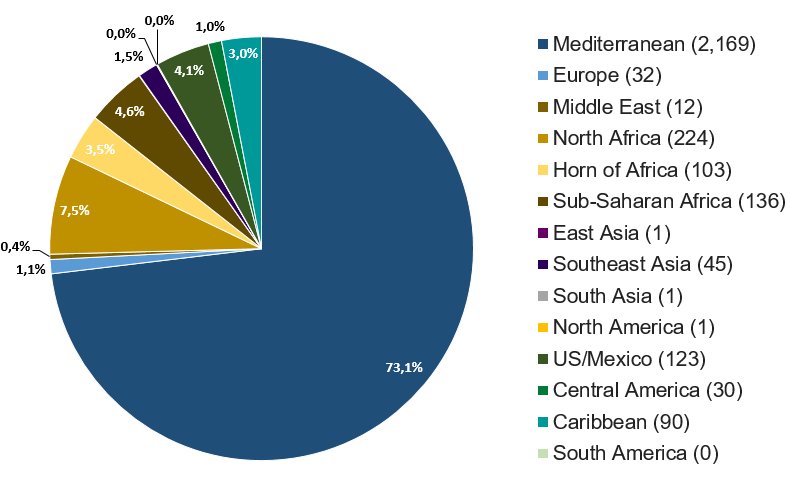 0,0%
0,0%
1,0%
1,5%
3,0%
4,1%
4,6%
3,5%
7,5%
0,4%
1,1%
73,1%
Mediterranean (2,169)
Europe (32)
Middle East (12)
North Africa (224)
Horn of Africa (103)
Sub-Saharan Africa (136)
East Asia (1)
Southeast Asia (45)
South Asia (1)
North America (1)
US/Mexico (123)
Central America (30)
Caribbean (90)
South America (0)